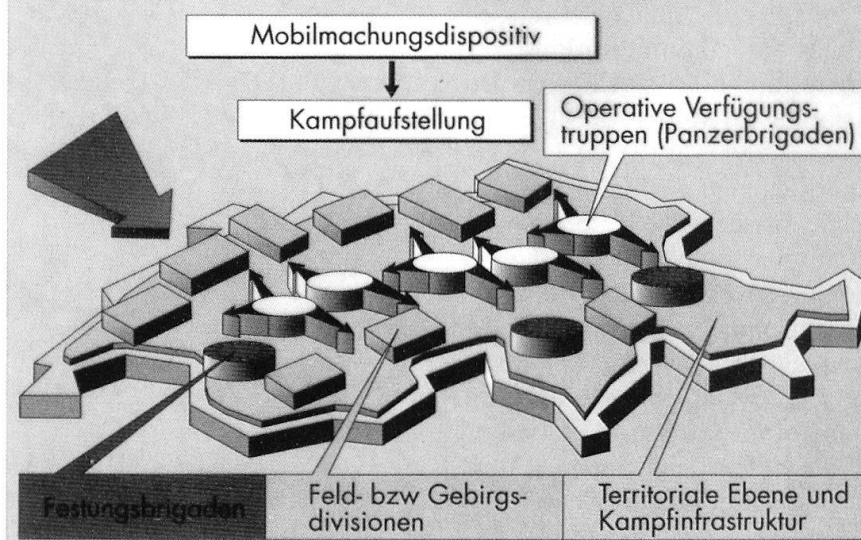 Mobilmachungsdispositiv
Kampfaufstellung
Operative Verfügungs-
truppen (Panzerbrigaden)
Festungsbrigaden
Feld- bzw Gebirgs-
divisionen
Territoriale Ebene und
Kampfinfrastruktur